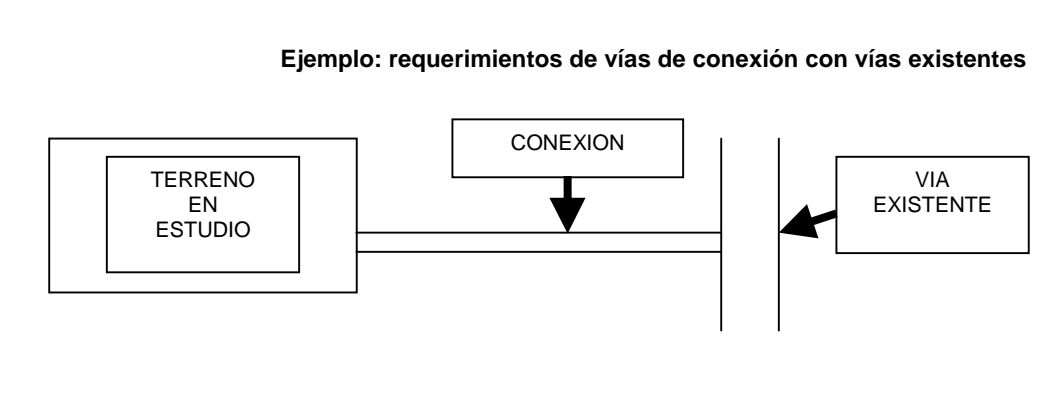 Ejemplo: requerimientos de vías de conexión con vías existentes
TERRENO
EN
ESTUDIO
CONEXION
VIA
EXISTENTE